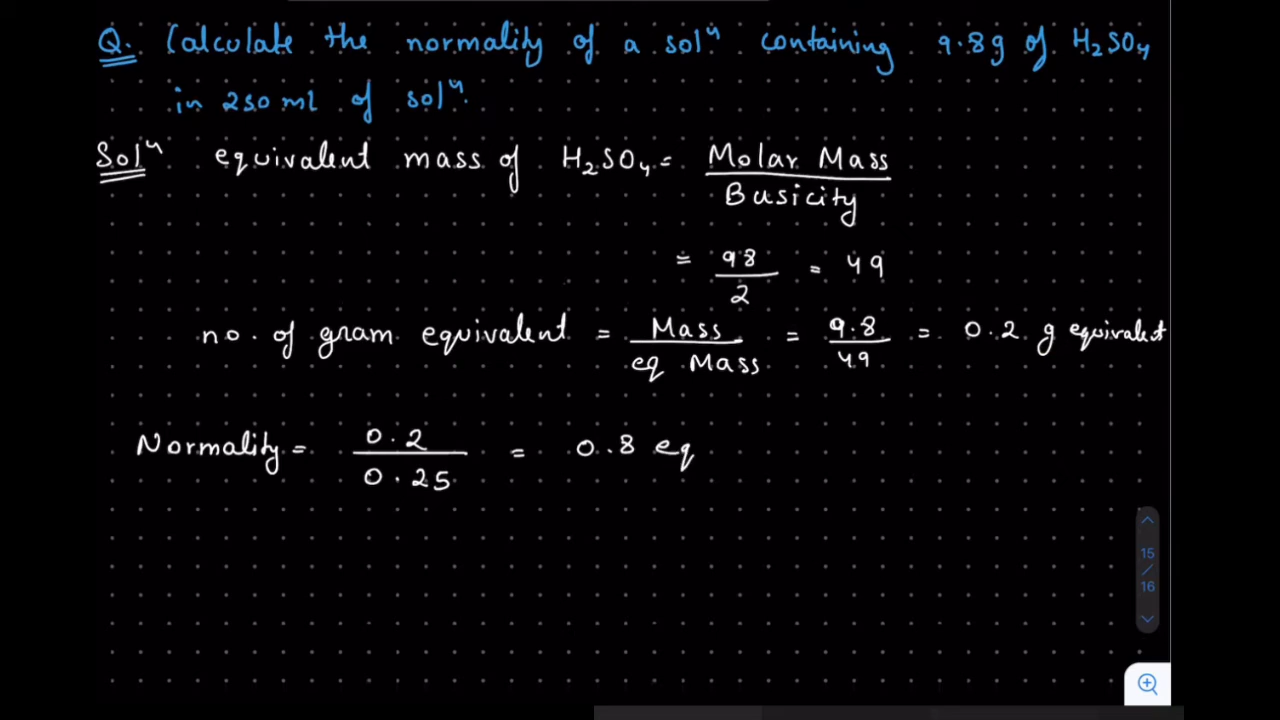 Q. Calculate the normality of a solⁿ containing 9.8g of H₂SO₄
in 250 ml of solⁿ.
Solⁿ equivalent mass of H₂SO₄ = Molar Mass / Basicity
= 98 / 2 = 49
no. of gram equivalent = Mass / eq Mass = 9.8 / 49 = 0.2 g equivalent
Normality = 0.2 / 0.25 = 0.8 eq
15
/
16